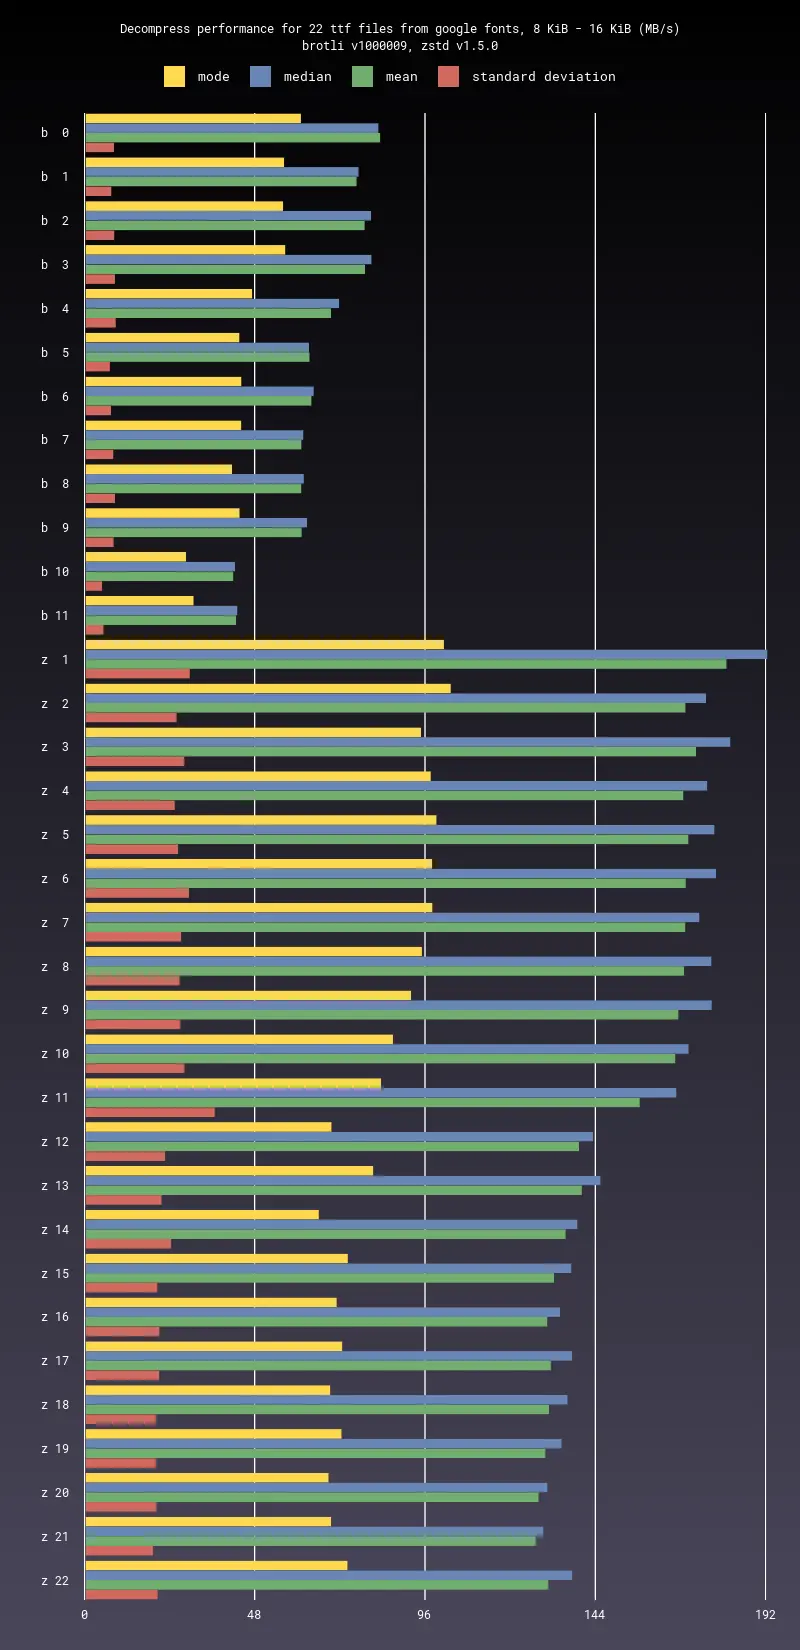 Decompress performance for 22 ttf files from google fonts, 8 KiB - 16 KiB (MB/s)
brotli v1000009, zstd v1.5.0
mode median mean standard deviation
b 0
b 1
b 2
b 3
b 4
b 5
b 6
b 7
b 8
b 9
b 10
b 11
z 1
z 2
z 3
z 4
z 5
z 6
z 7
z 8
z 9
z 10
z 11
z 12
z 13
z 14
z 15
z 16
z 17
z 18
z 19
z 20
z 21
z 22
0 48 96 144 192